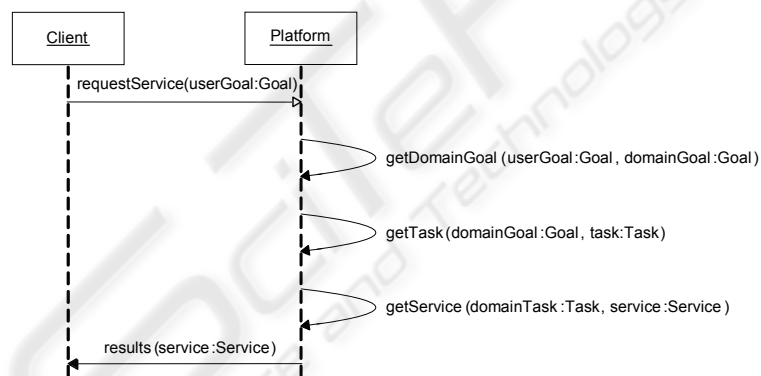 Client
Platform
requestService(userGoal:Goal)
getDomainGoal (userGoal:Goal, domainGoal:Goal)
getTask(domainGoal:Goal, task:Task)
getService (domainTask:Task, service:Service)
results(service:Service)